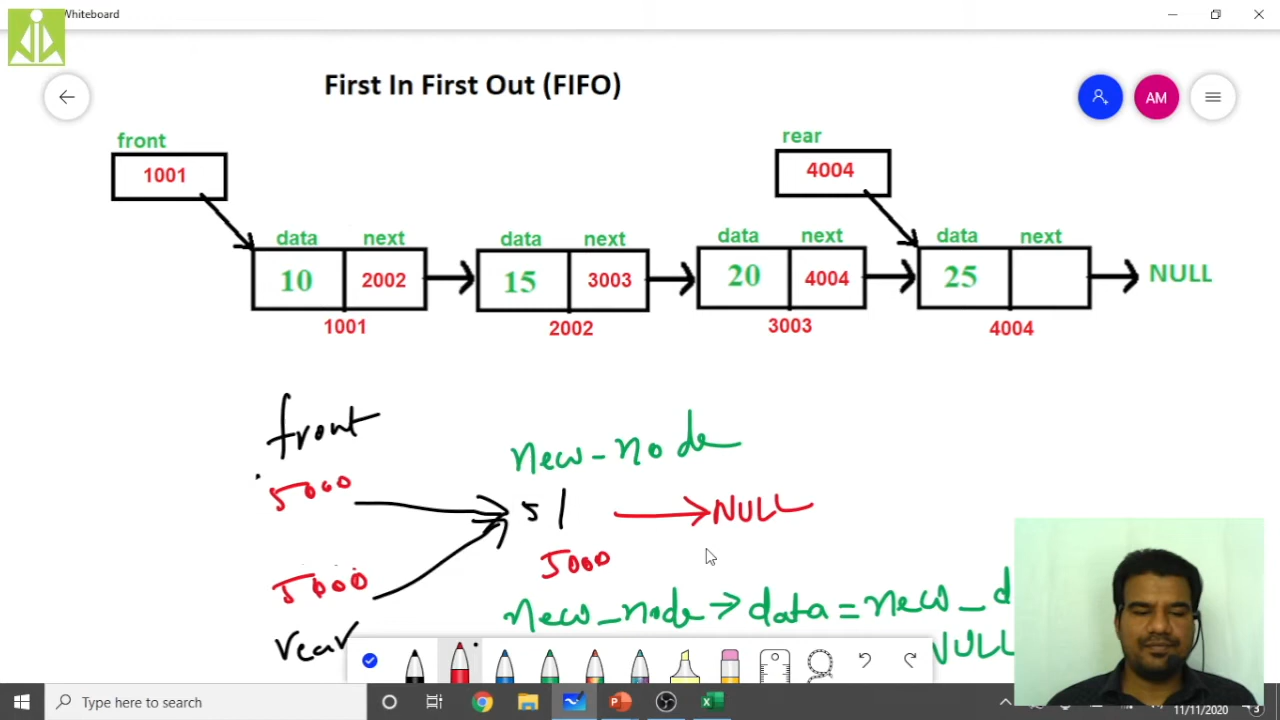 Whiteboard
First In First Out (FIFO)
AM
front
1001
rear
4004
data next data next data next data next
10 2002 15 3003 20 4004 25 NULL
1001 2002 3003 4004
front
new_node
5000
5 NULL
5000
5000
new_node → data = new_d
rear
NULL
Type here to search
11/11/2020
3